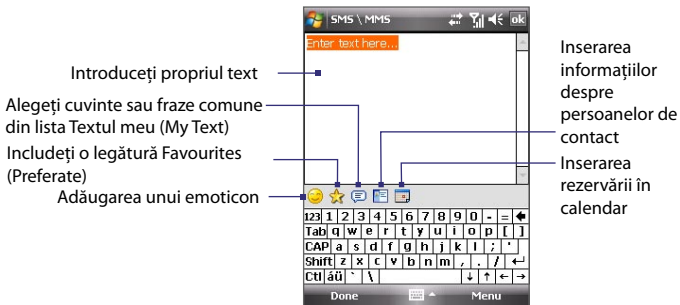 SMS \ MMS
ok
Enter text here...
Introduceți propriul text
Alegeți cuvinte sau fraze comune
din lista Textul meu (My Text)
Includeți o legătură Favourites
(Preferate)
Adăugarea unui emoticon
Inserarea
informațiilor
despre
persoanelor de
contact
Inserarea
rezervării în
calendar
123 1 2 3 4 5 6 7 8 9 0 - =
Tab q w e r t y u i o p [ ]
CAP a s d f g h j k l ; '
Shift z x c v b n m , . /
Ctl áü ` \
Done
Menu